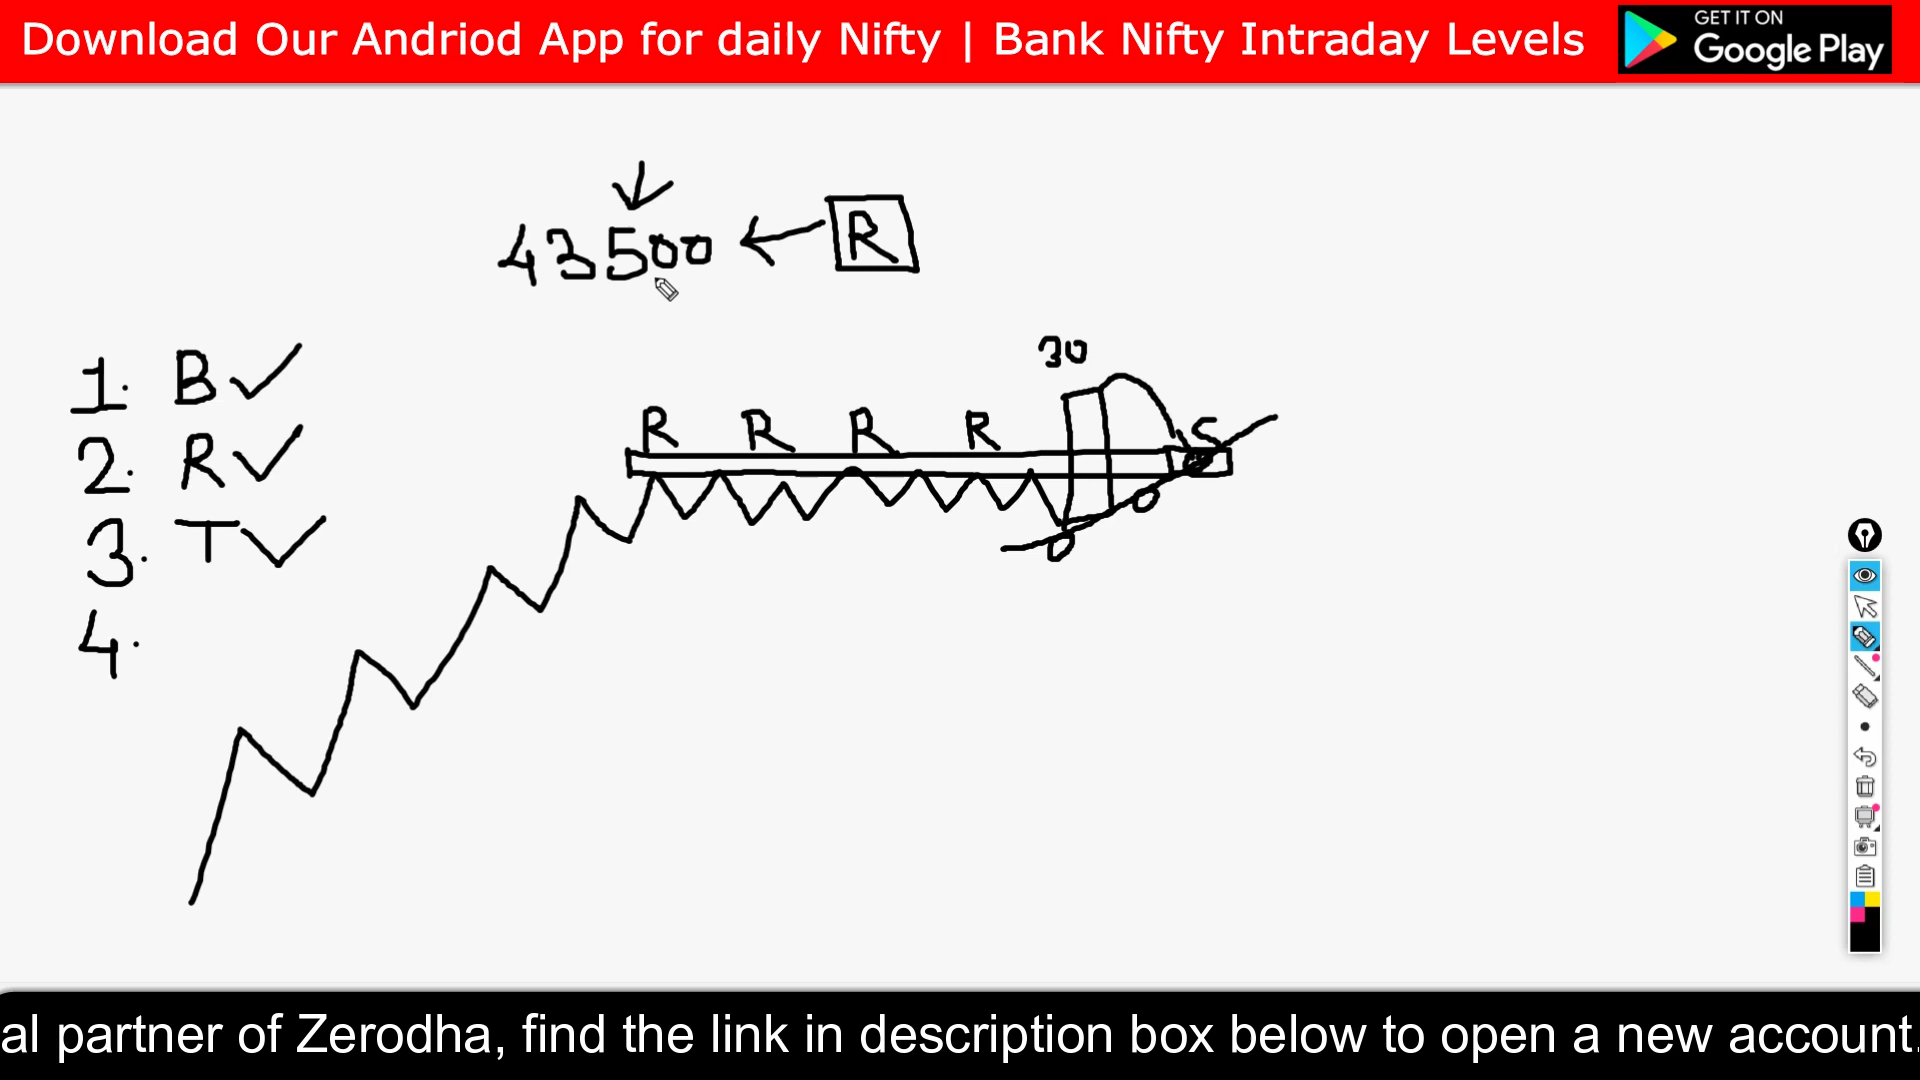 Download Our Andriod App for daily Nifty | Bank Nifty Intraday Levels
GET IT ON
Google Play
43500
R
30
1. B
2. R
3. T
4.
R R R R S
al partner of Zerodha, find the link in description box below to open a new account.